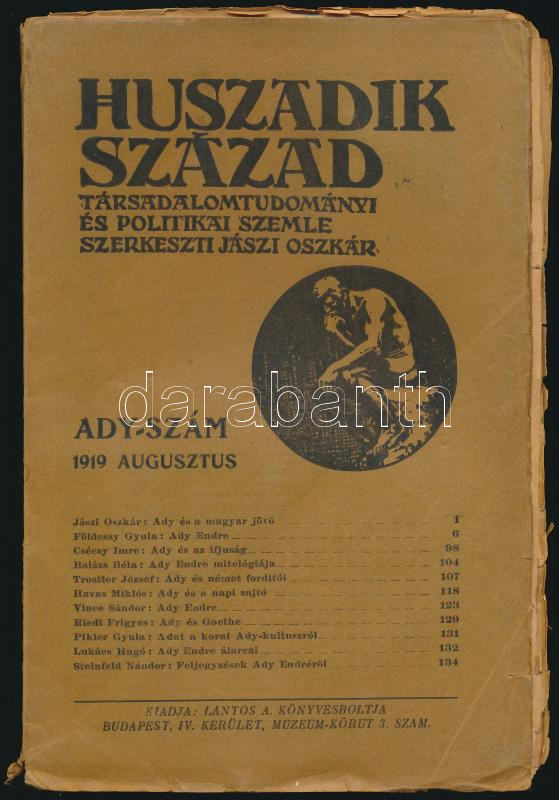 HUSZADIK
SZÁZAD
TÁRSADALOMTUDOMÁNYI
ÉS POLITIKAI SZEMLE
SZERKESZTI JÁSZI OSZKÁR
darabanth
ADY-SZÁM
1919 AUGUSZTUS
Jászi Oszkár: Ady és a magyar jövő 1
Földessy Gyula: Ady Endre 6
Csécsy Imre: Ady és az ifjuság 98
Balázs Béla: Ady Endre mitológiája 104
Trostler József: Ady és német forditói 107
Havas Miklós: Ady és a napi sajtó 118
Vince Sándor: Ady Endre 123
Riedl Frigyes: Ady és Goethe 129
Pikler Gyula: Adat a korai Ady-kultuszról 131
Lukács Hugó: Ady Endre álarcai 132
Steinfeld Nándor: Feljegyzések Ady Endréről 134
KIADJA: LANTOS A. KÖNYVESBOLTJA
BUDAPEST, IV. KERÜLET, MUZEUM-KÖRUT 3. SZÁM.